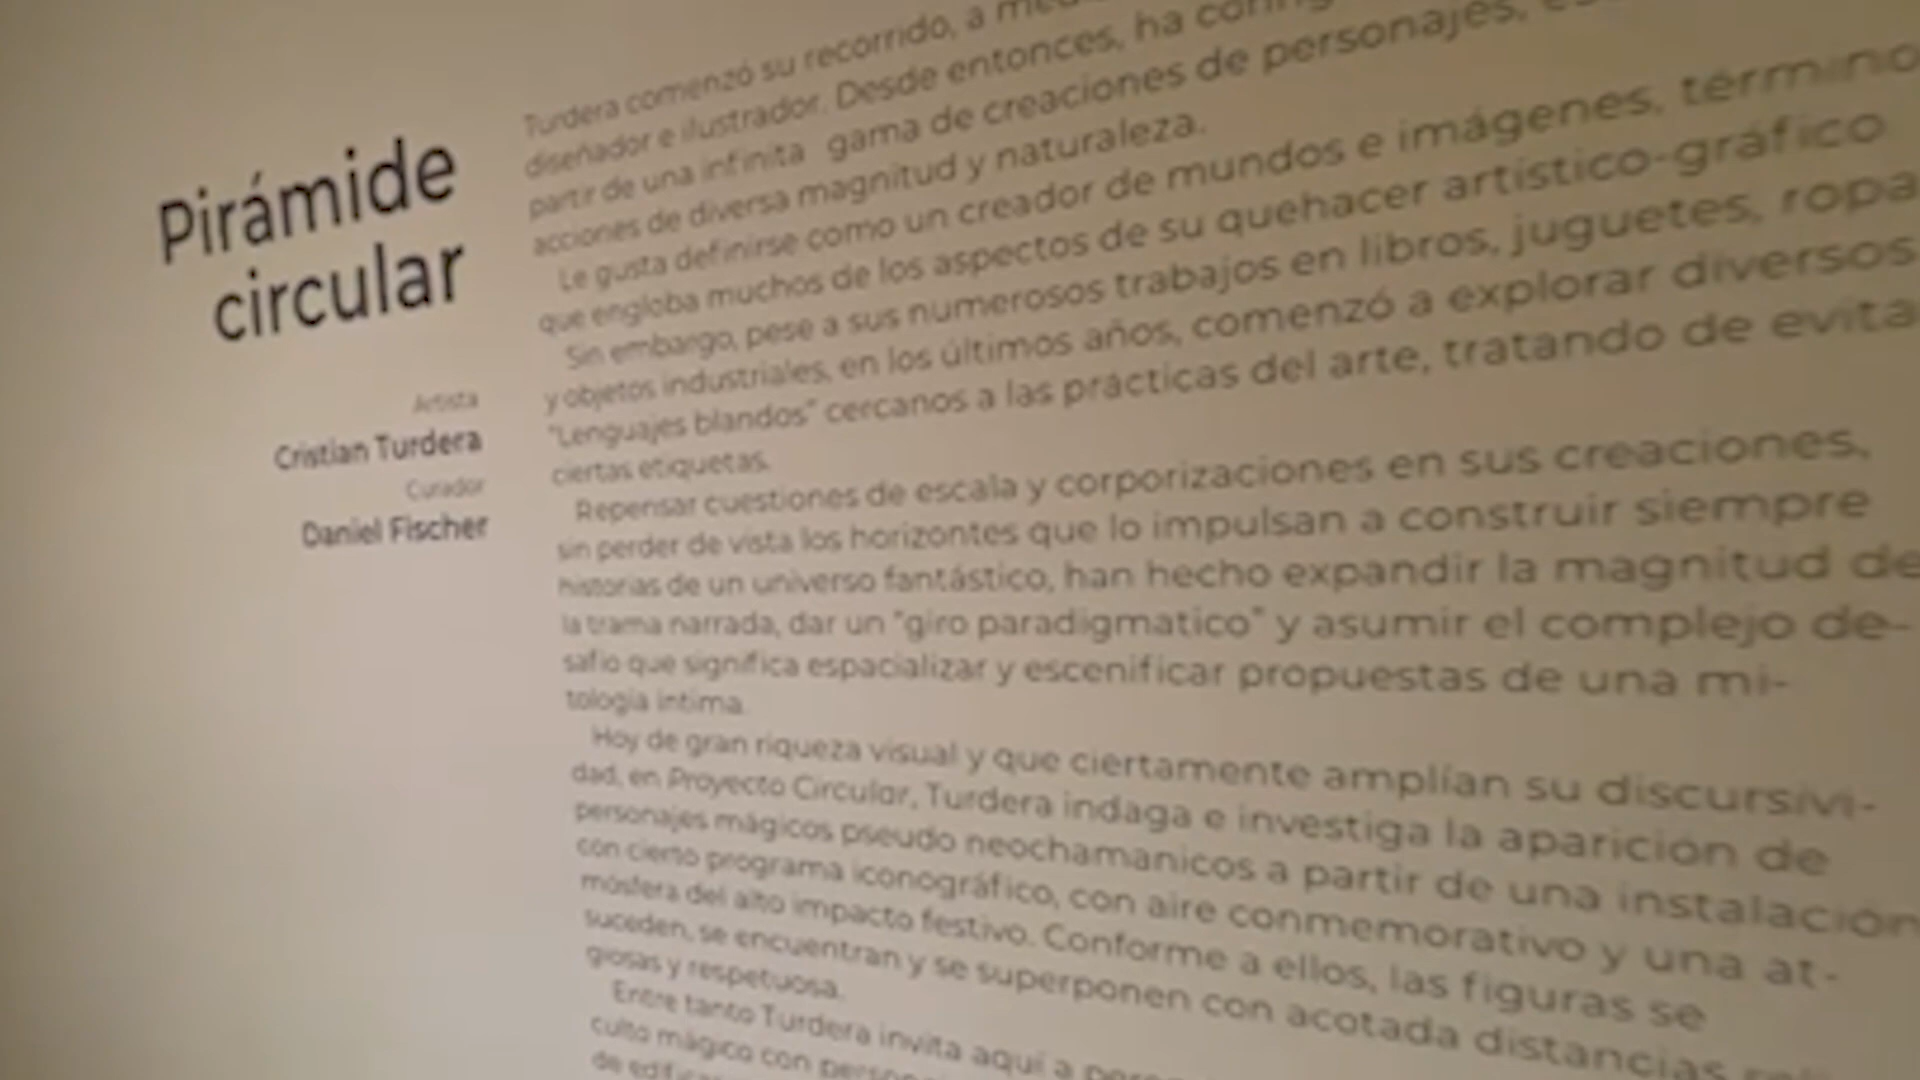 Pirámide
circular
Artista
Cristian Turdera
Curador
Daniel Fischer
Turdera comenzó su recorrido, a
diseñador e ilustrador. Desde entonces, ha
partir de una infinita gama de creaciones de personajes,
acciones de diversa magnitud y naturaleza.
Le gusta definirse como un creador de mundos e imágenes, término
que engloba muchos de los aspectos de su quehacer artístico-gráfico
Sin embargo, pese a sus numerosos trabajos en libros, juguetes, ropa
y objetos industriales, en los últimos años, comenzó a explorar diversos
"Lenguajes blandos" cercanos a las prácticas del arte, tratando de evita
ciertas etiquetas.
Repensar cuestiones de escala y corporizaciones en sus creaciones,
sin perder de vista los horizontes que lo impulsan a construir siempre
historias de un universo fantástico, han hecho expandir la magnitud de
la trama narrada, dar un "giro paradigmatico" y asumir el complejo de-
safío que significa espacializar y escenificar propuestas de una mi-
tología íntima.
Hoy de gran riqueza visual y que ciertamente amplían su discursivi-
dad, en Proyecto Circular, Turdera indaga e investiga la aparición de
personajes mágicos pseudo neochamanicos a partir de una instalación
con cierto programa iconográfico, con aire conmemorativo y una at-
mósfera del alto impacto festivo. Conforme a ellos, las figuras se
suceden, se encuentran y se superponen con acotada distancias
giosas y respetuosa.
Entre tanto Turdera invita aquí a
culto mágico con
de